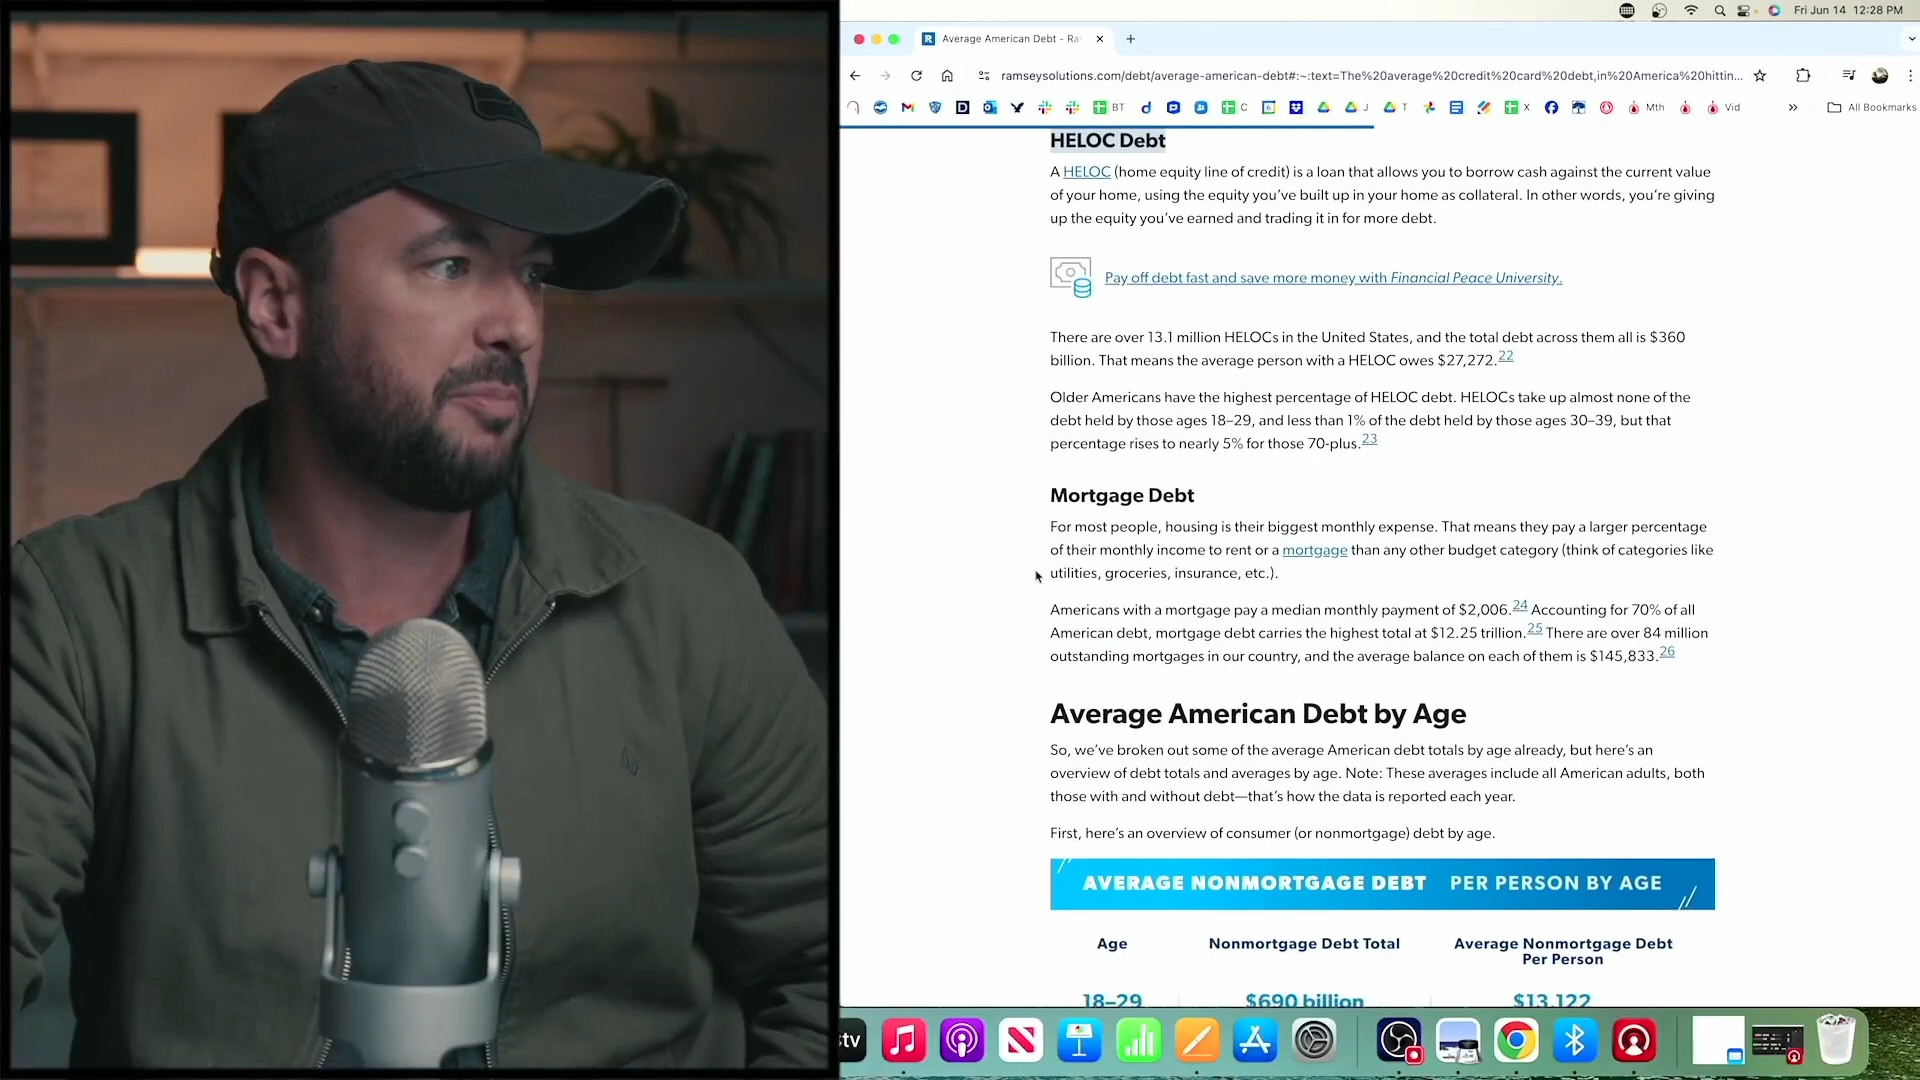 Fri Jun 14 12:28 PM
Average American Debt - Ra
ramseysolutions.com/debt/average-american-debt#:~:text=The%20average%20credit%20card%20debt,in%20America%20hittin...
BT
C
J
T
X
Mth
Vid
All Bookmarks
HELOC Debt
A HELOC (home equity line of credit) is a loan that allows you to borrow cash against the current value
of your home, using the equity you’ve built up in your home as collateral. In other words, you’re giving
up the equity you’ve earned and trading it in for more debt.
Pay off debt fast and save more money with Financial Peace University.
There are over 13.1 million HELOCs in the United States, and the total debt across them all is $360
billion. That means the average person with a HELOC owes $27,272.22
Older Americans have the highest percentage of HELOC debt. HELOCs take up almost none of the
debt held by those ages 18–29, and less than 1% of the debt held by those ages 30–39, but that
percentage rises to nearly 5% for those 70-plus.23
Mortgage Debt
For most people, housing is their biggest monthly expense. That means they pay a larger percentage
of their monthly income to rent or a mortgage than any other budget category (think of categories like
utilities, groceries, insurance, etc.).
Americans with a mortgage pay a median monthly payment of $2,006.24 Accounting for 70% of all
American debt, mortgage debt carries the highest total at $12.25 trillion.25 There are over 84 million
outstanding mortgages in our country, and the average balance on each of them is $145,833.26
Average American Debt by Age
So, we’ve broken out some of the average American debt totals by age already, but here’s an
overview of debt totals and averages by age. Note: These averages include all American adults, both
those with and without debt—that’s how the data is reported each year.
First, here’s an overview of consumer (or nonmortgage) debt by age.
AVERAGE NONMORTGAGE DEBT PER PERSON BY AGE
Age
Nonmortgage Debt Total
Average Nonmortgage Debt
Per Person
18–29
$690 billion
$13,122
tv